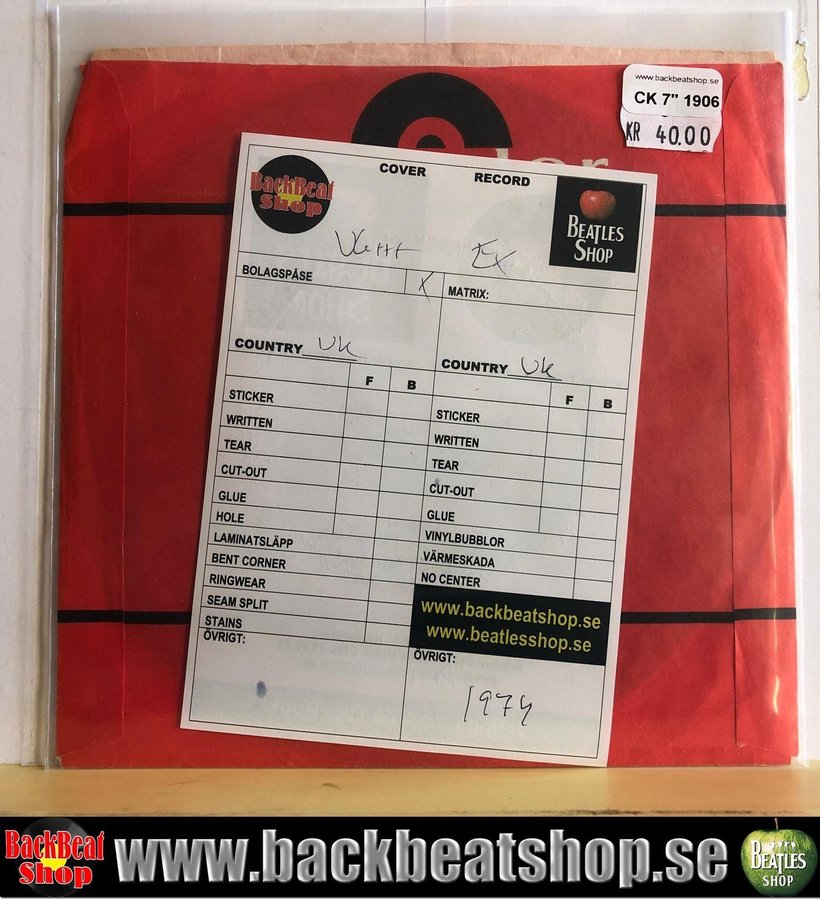 www.backbeatshop.se
CK 7" 1906
KR 40.00
COVER
RECORD
BackBeat
Shop
BEATLES
SHOP
VG+++
EX
BOLAGSPÅSE X
MATRIX:
COUNTRY UK
COUNTRY UK
F B
STICKER
WRITTEN
TEAR
CUT-OUT
GLUE
HOLE
LAMINATSLÄPP
BENT CORNER
RINGWEAR
SEAM SPLIT
STAINS
ÖVRIGT:
F B
STICKER
WRITTEN
TEAR
CUT-OUT
GLUE
VINYLBUBBLOR
VÄRMESKADA
NO CENTER
www.backbeatshop.se
www.beatlesshop.se
ÖVRIGT:
1974
BackBeat
Shop
www.backbeatshop.se
BEATLES
SHOP